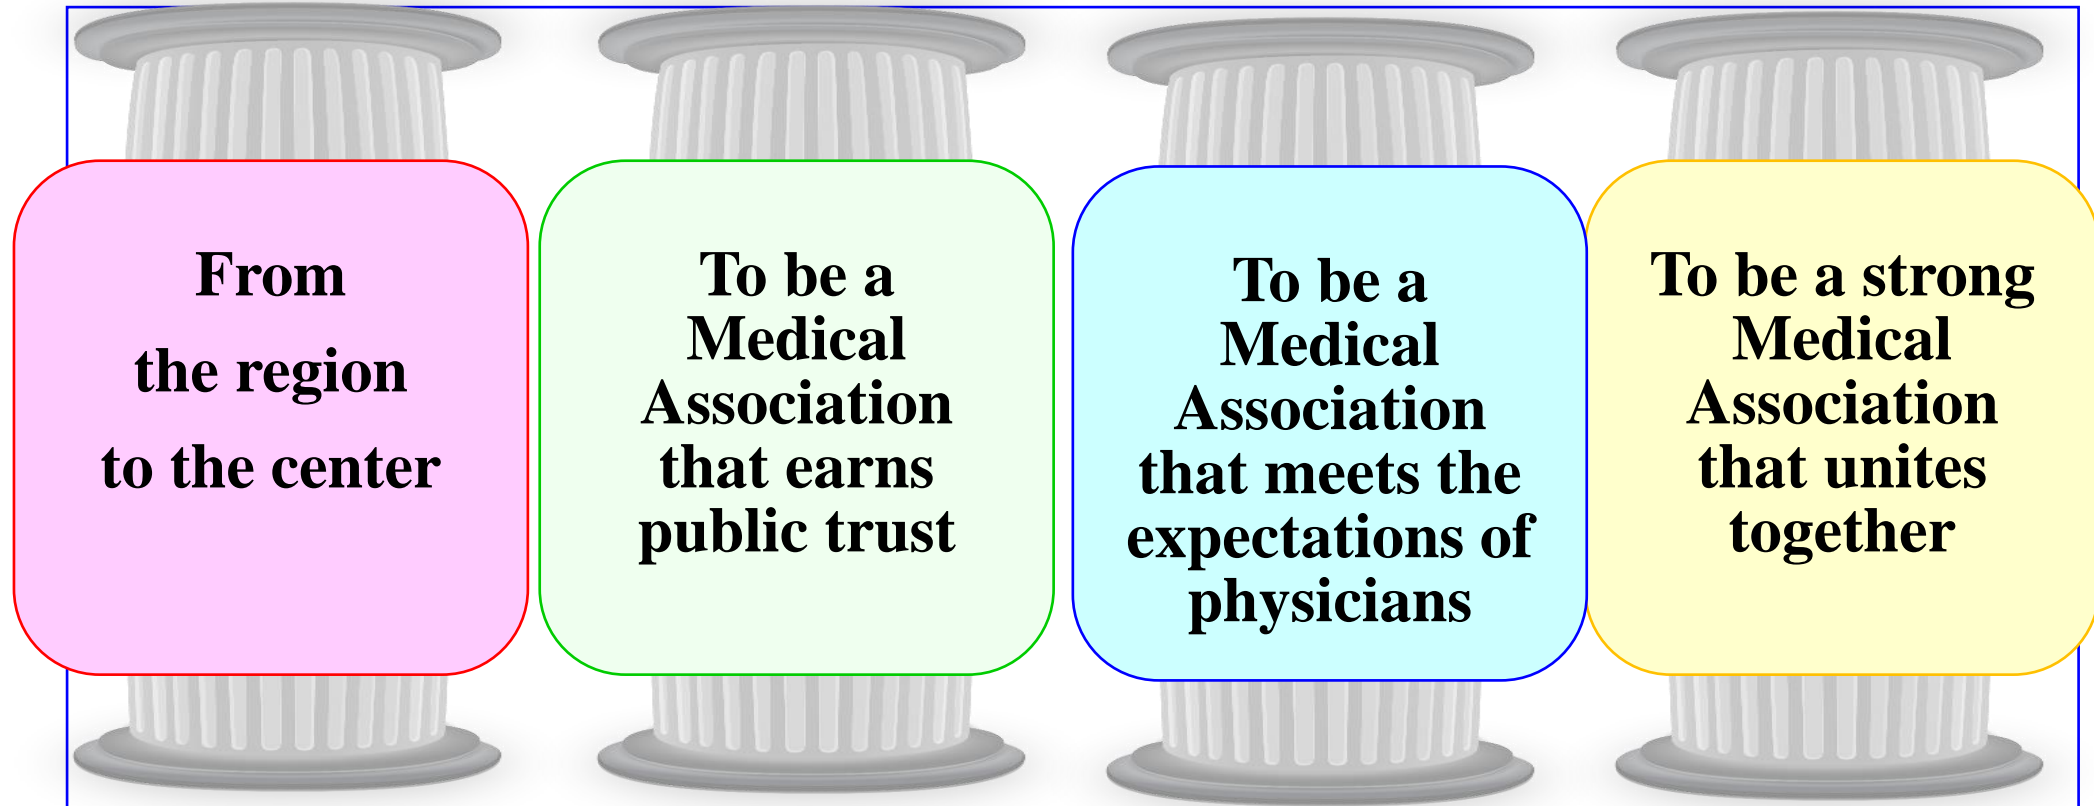 From
the region
to the center
To be a
Medical
Association
that earns
public trust
To be a
Medical
Association
that meets the
expectations of
physicians
To be a strong
Medical
Association
that unites
together